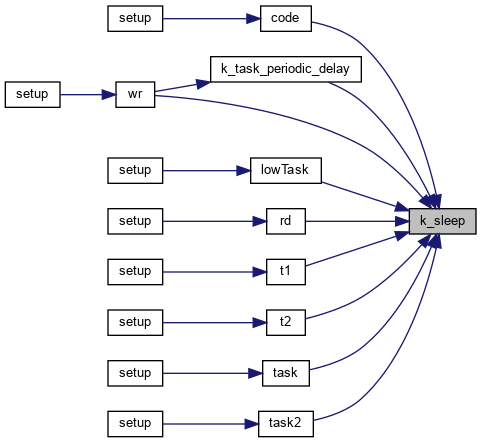 setup
code
k_task_periodic_delay
setup
wr
setup
lowTask
k_sleep
setup
rd
setup
t1
setup
t2
setup
task
setup
task2